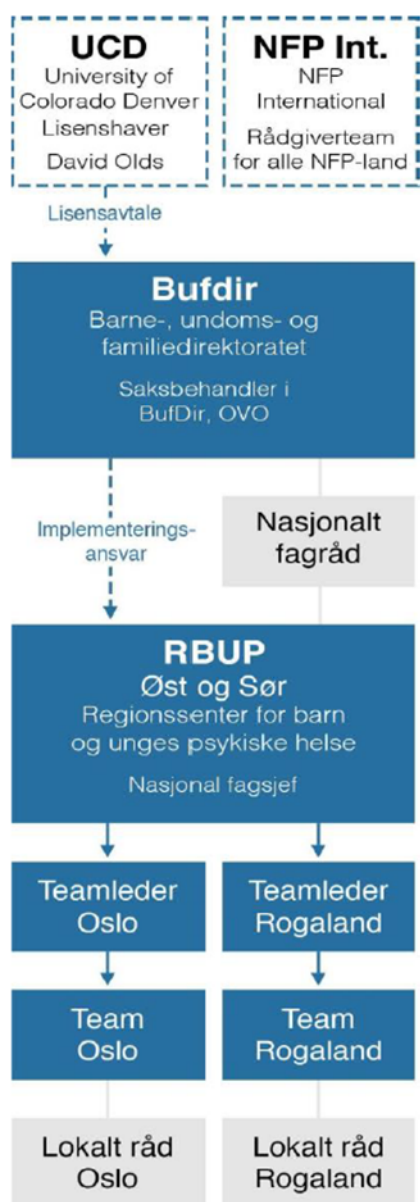 UCD
University of
Colorado Denver
Lisenshaver
David Olds
NFP Int.
NFP
International
Rådgiverteam
for alle NFP-land
Lisensavtale
Bufdir
Barne-, undoms- og
familiedirektoratet
Saksbehandler i
BufDir, OVO
Implementerings-
ansvar
Nasjonalt
fagråd
RBUP
Øst og Sør
Regionssenter for barn
og unges psykiske helse
Nasjonal fagsjef
Teamleder
Oslo
Teamleder
Rogaland
Team
Oslo
Team
Rogaland
Lokalt råd
Oslo
Lokalt råd
Rogaland